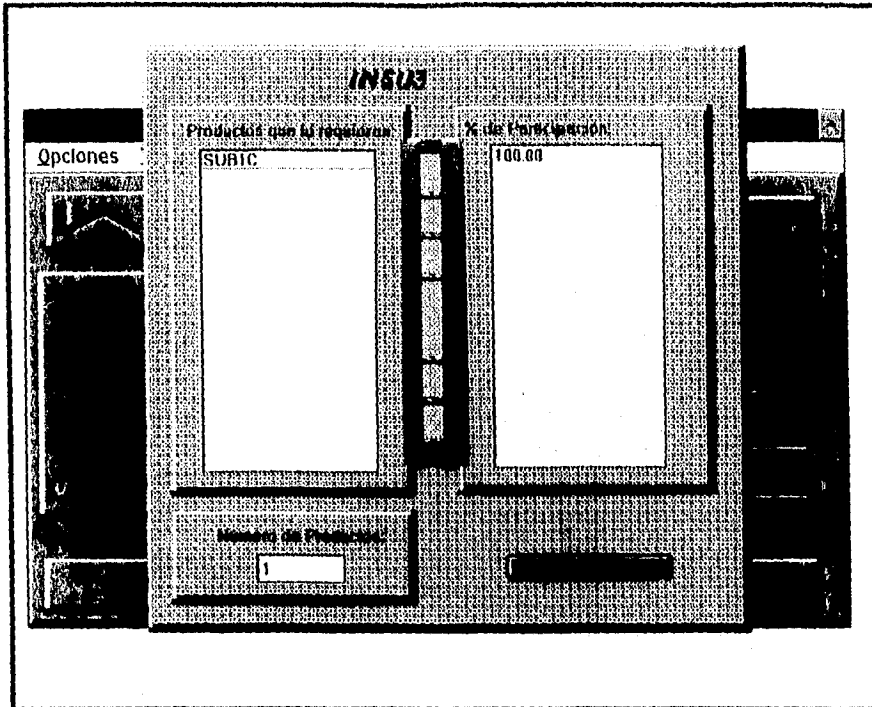 INSU3
Productos que lo requieren:
% de Participación:
Opciones
SUB1C
100.00
Número de Productos:
1